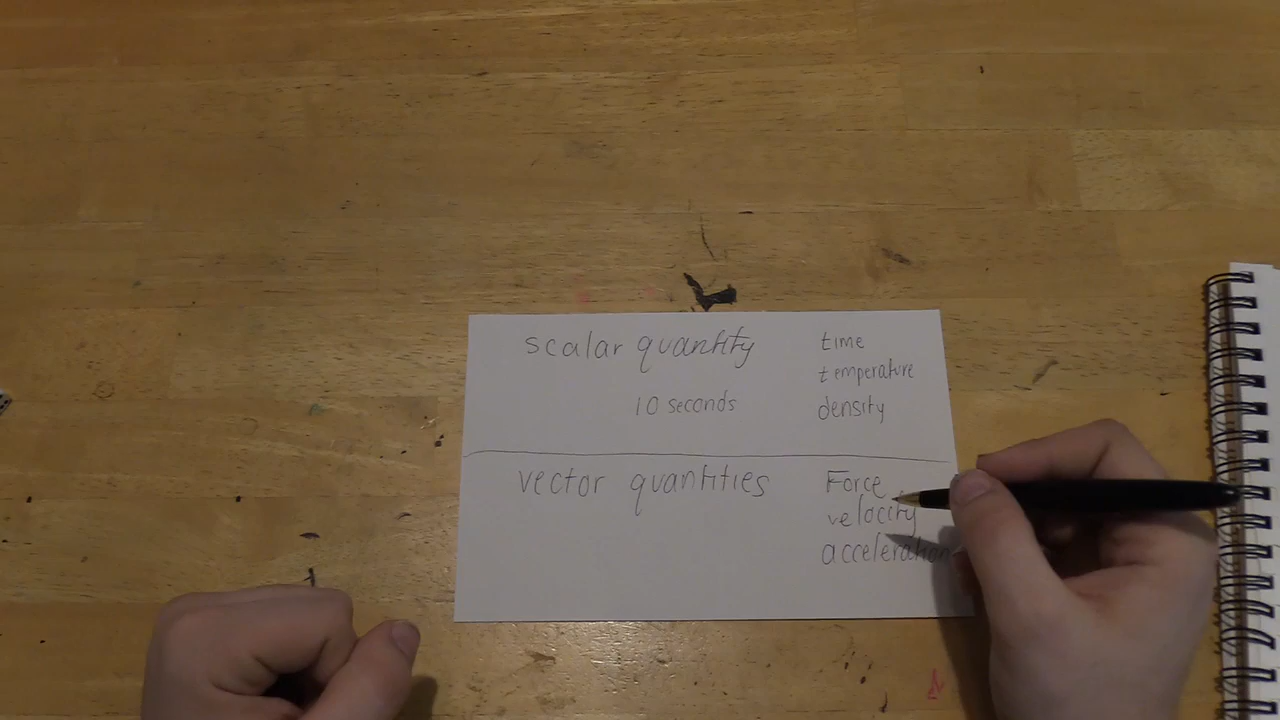 scalar quantity
time
temperature
10 seconds
density
vector quantities
Force
velocity
acceleration